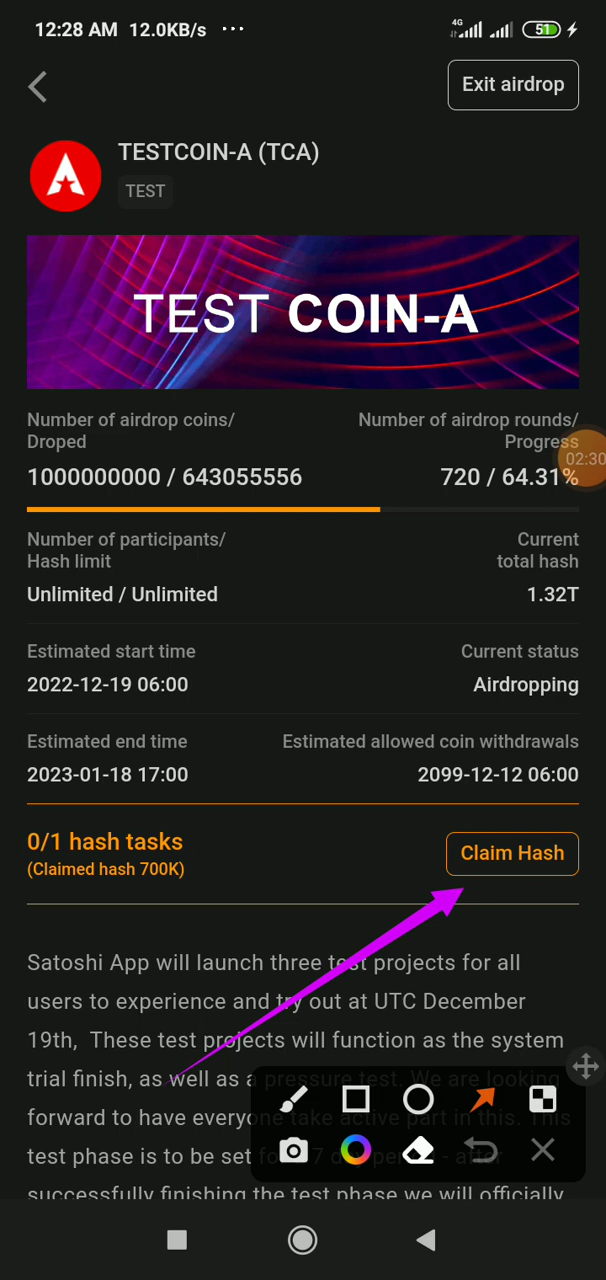 12:28 AM 12.0KB/s ...
4G
51
Exit airdrop
TESTCOIN-A (TCA)
TEST
TEST COIN-A
Number of airdrop coins/
Droped
Number of airdrop rounds/
Progress
02:30
1000000000 / 643055556
720 / 64.31%
Number of participants/
Hash limit
Current
total hash
Unlimited / Unlimited
1.32T
Estimated start time
Current status
2022-12-19 06:00
Airdropping
Estimated end time
Estimated allowed coin withdrawals
2023-01-18 17:00
2099-12-12 06:00
0/1 hash tasks
(Claimed hash 700K)
Claim Hash
Satoshi App will launch three test projects for all
users to experience and try out at UTC December
19th, These test projects will function as the system
trial finish, as well as a pressure test. We are looking
forward to have everyone take active part in this. This
test phase is to be set for 7 - after
successfully finishing the test phase we will officially